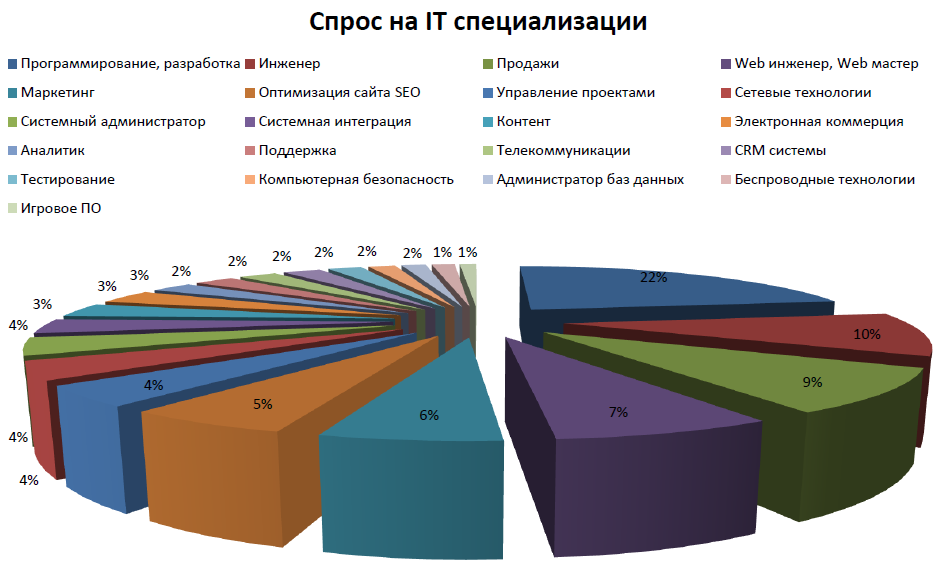 Спрос на IT специализации
Программирование, разработка Инженер Продажи Web инженер, Web мастер
Маркетинг Оптимизация сайта SEO Управление проектами Сетевые технологии
Системный администратор Системная интеграция Контент Электронная коммерция
Аналитик Поддержка Телекоммуникации CRM системы
Тестирование Компьютерная безопасность Администратор баз данных Беспроводные технологии
Игровое ПО
2% 2% 2% 2% 2% 1% 1%
2%
3%
22%
3%
3%
4%
10%
4%
9%
5%
6%
7%
4%
4%